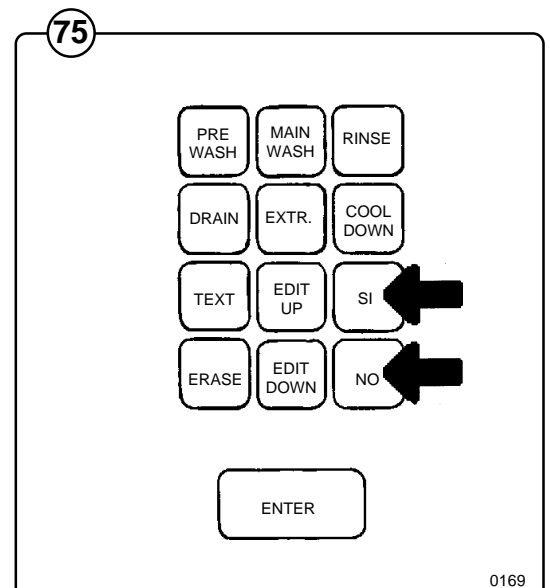 75
PRE
WASH
MAIN
WASH
RINSE
DRAIN
EXTR.
COOL
DOWN
TEXT
EDIT
UP
SI
ERASE
EDIT
DOWN
NO
ENTER
0169